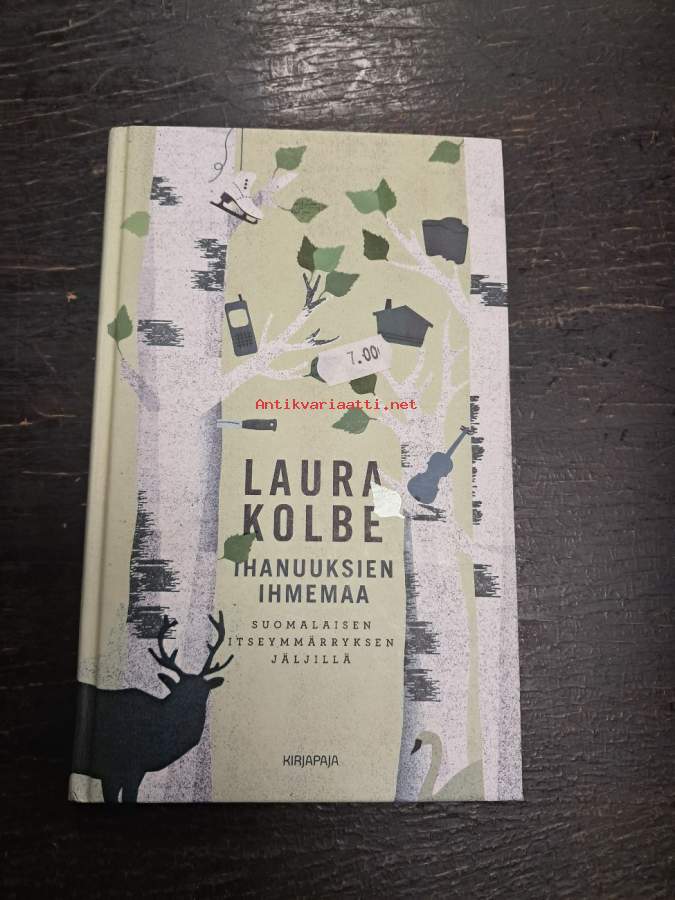 7.00
Antikvariaatti.net
LAURA
KOLBE
IHANUUKSIEN
IHMEMAA
SUOMALAISEN
ITSEYMMÄRRYKSEN
JÄLJILLÄ
KIRJAPAJA